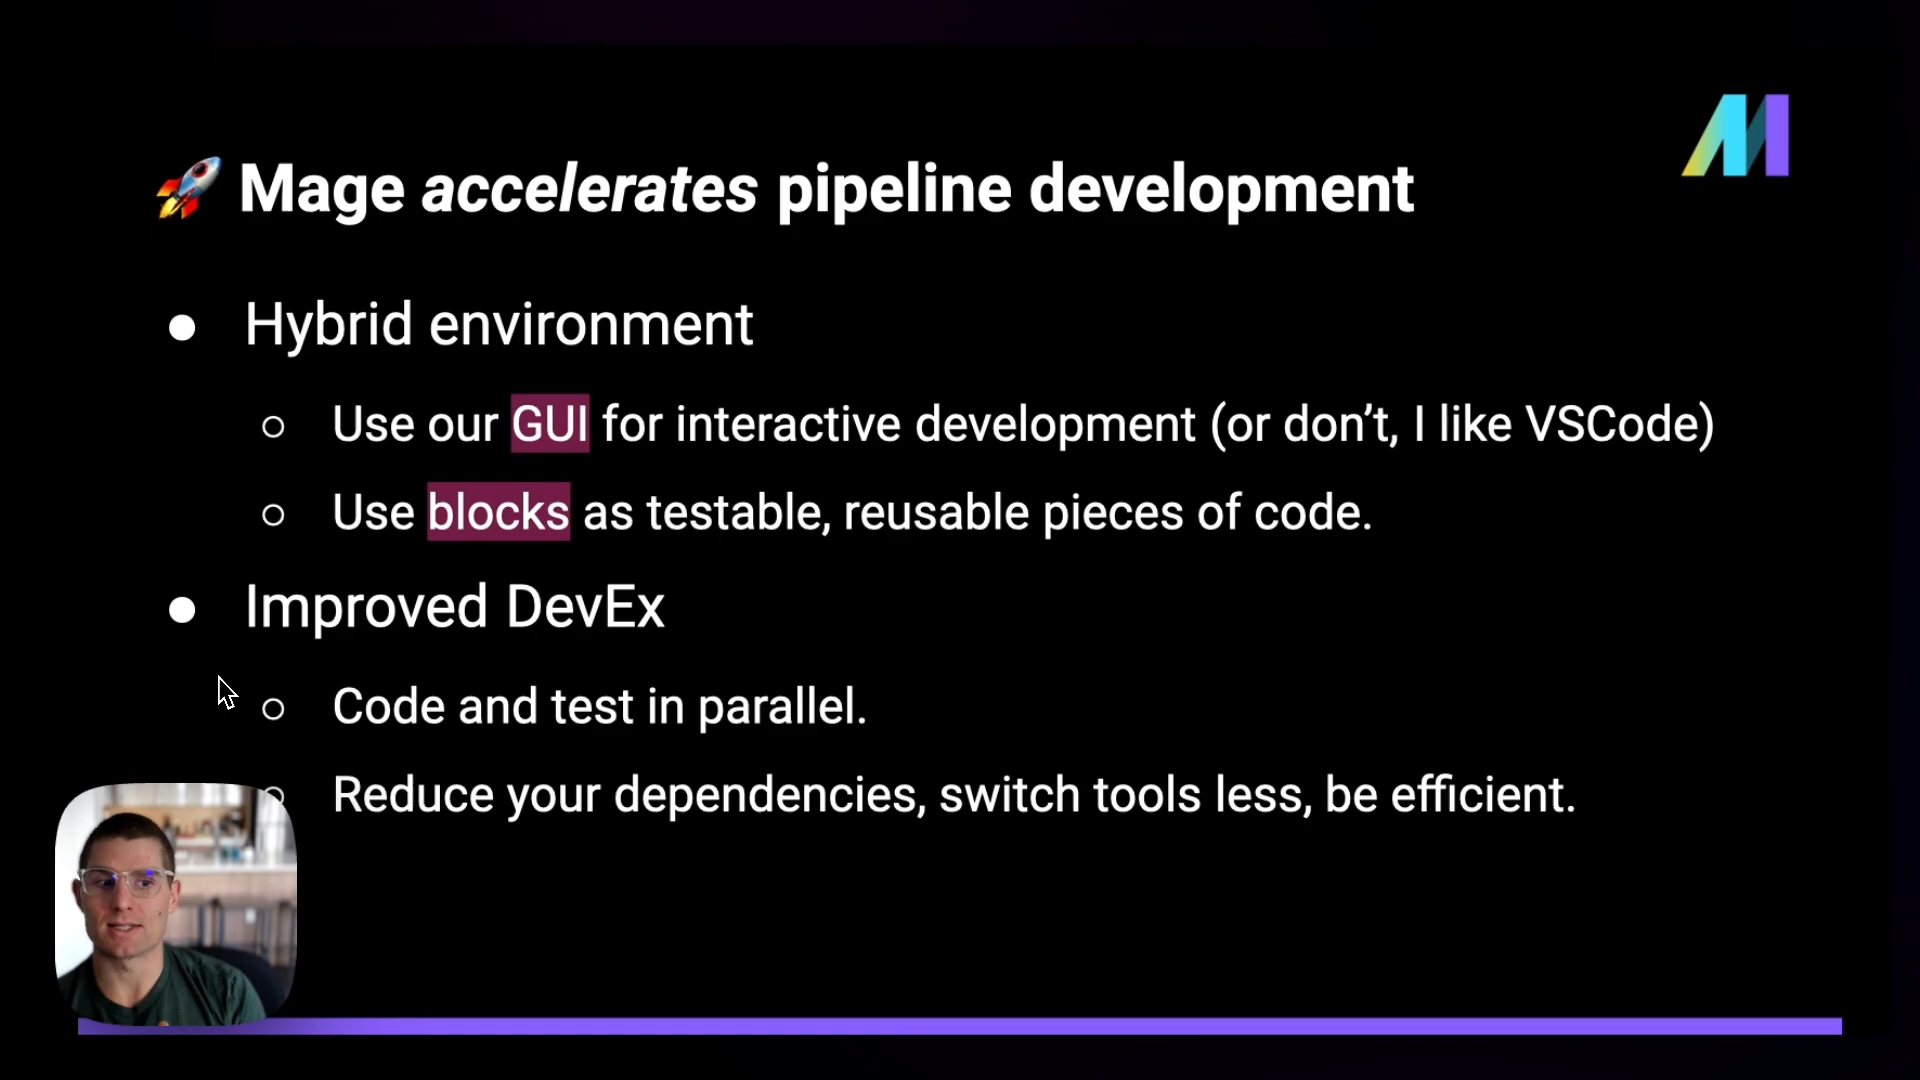 🚀 Mage accelerates pipeline development
● Hybrid environment
○ Use our GUI for interactive development (or don’t, I like VSCode)
○ Use blocks as testable, reusable pieces of code.
● Improved DevEx
○ Code and test in parallel.
○ Reduce your dependencies, switch tools less, be efficient.